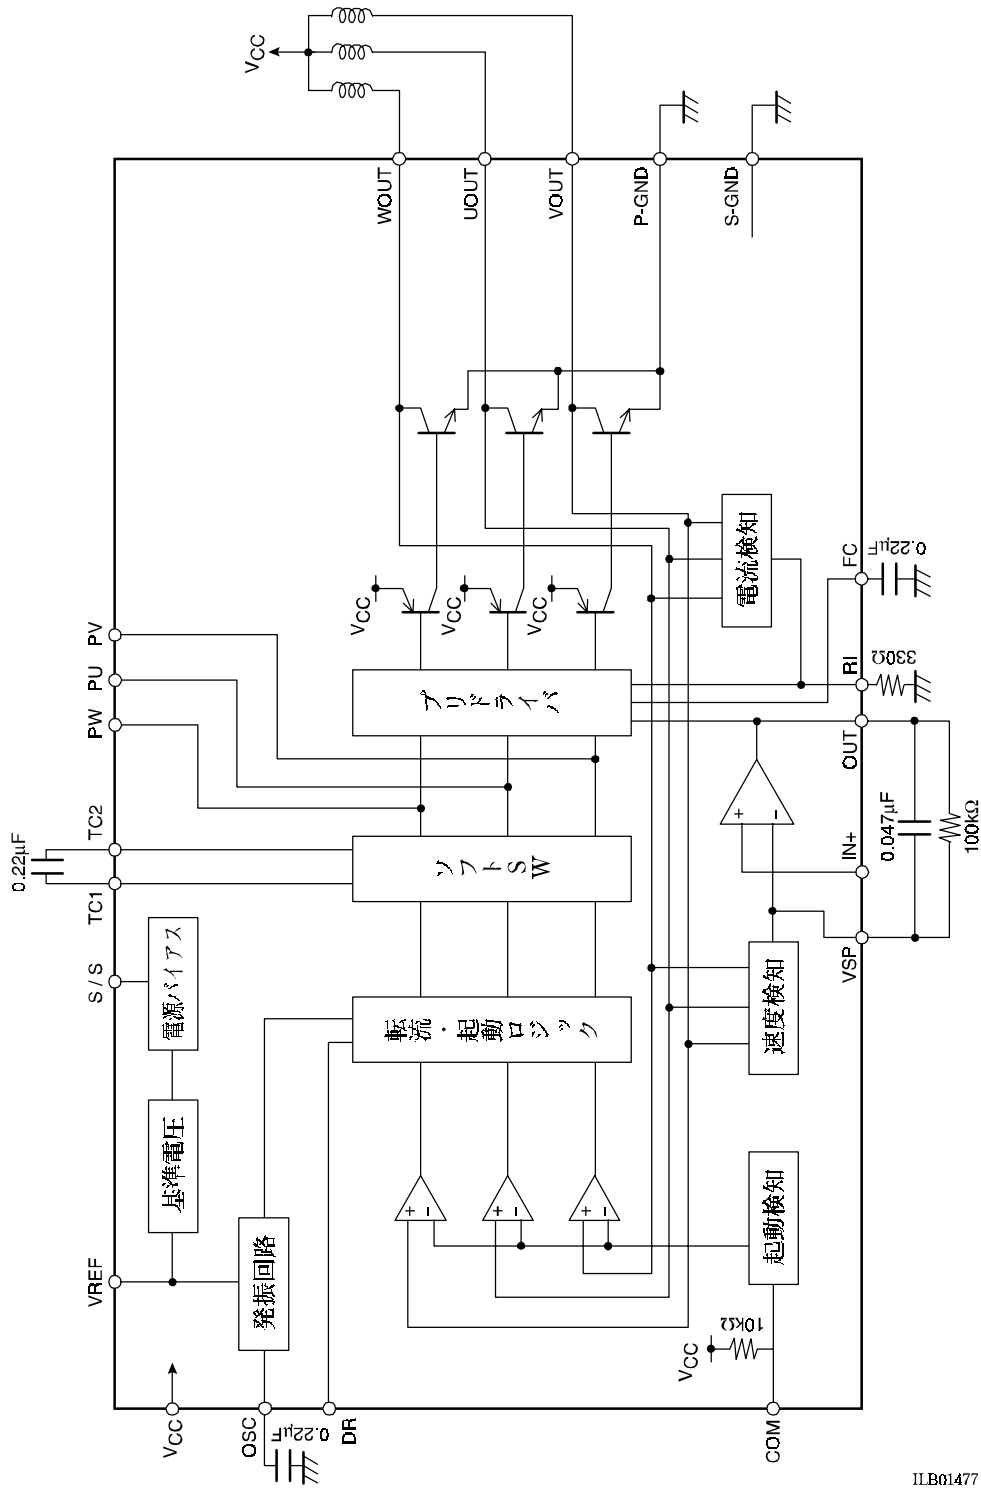 VCC
WOUT
UOUT
VOUT
P-GND
S-GND
VCC
VCC
VCC
電流検知
FC
0.22μF
PV
PU
PW
プリドライバ
RI
330Ω
OUT
TC2
0.22μF
TC1
ソフトSW
+
-
IN+
0.047μF
100kΩ
S / S
電源バイアス
転流・起動ロジック
速度検知
VSP
基準電圧
+
-
+
-
+
-
起動検知
VREF
発振回路
VCC
10kΩ
VCC
OSC
0.22μF
DR
COM
ILB01477